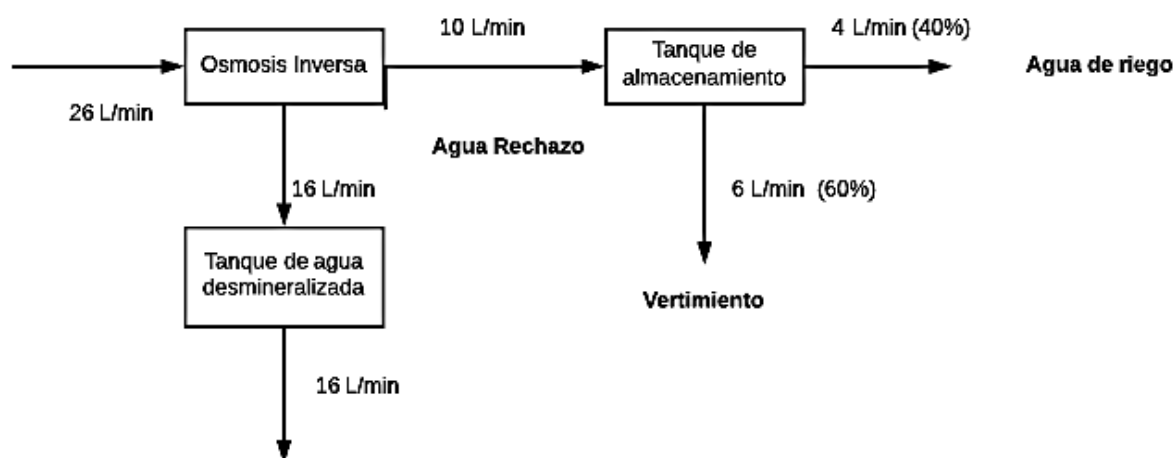 10 L/min
4 L/min (40%)
Osmosis Inversa
Tanque de
almacenamiento
Agua de riego
26 L/min
Agua Rechazo
16 L/min
6 L/min (60%)
Tanque de agua
desmineralizada
Vertimiento
16 L/min